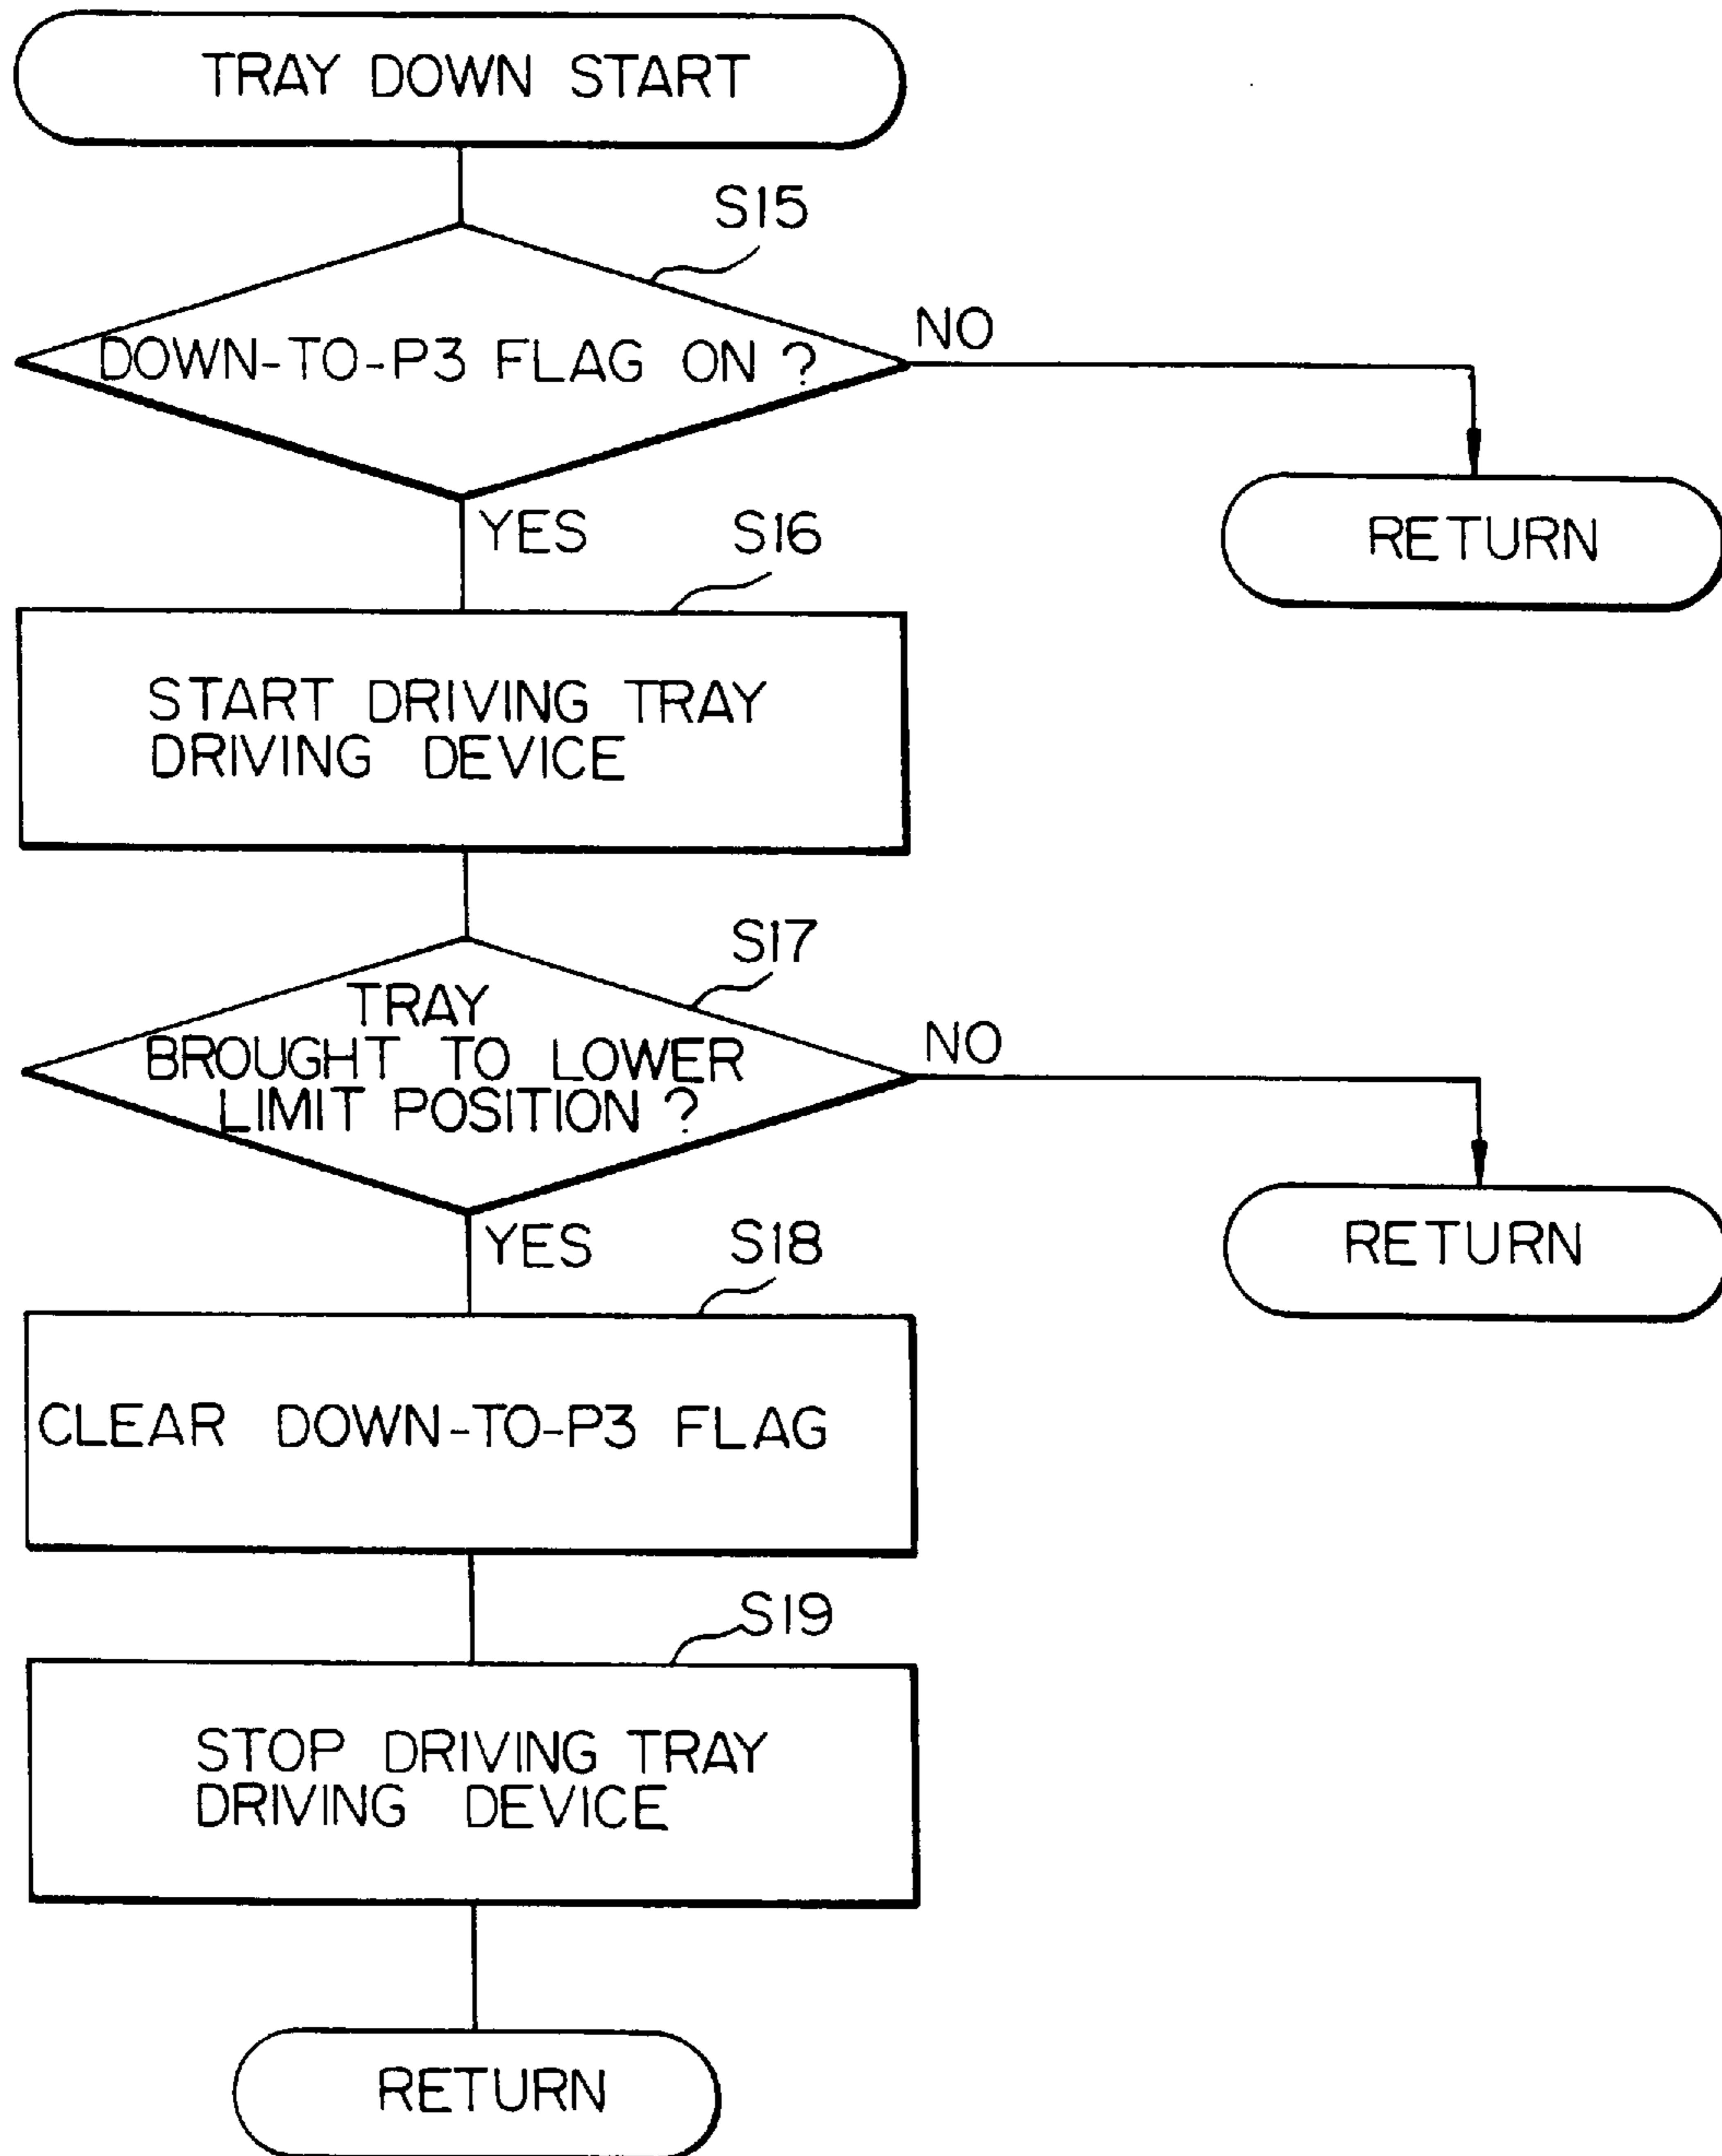 TRAY DOWN START
S15
DOWN-TO-P3 FLAG ON ?
NO
RETURN
YES
S16
START DRIVING TRAY
DRIVING DEVICE
S17
TRAY
BROUGHT TO LOWER
LIMIT POSITION ?
NO
RETURN
YES
S18
CLEAR DOWN-TO-P3 FLAG
S19
STOP DRIVING TRAY
DRIVING DEVICE
RETURN